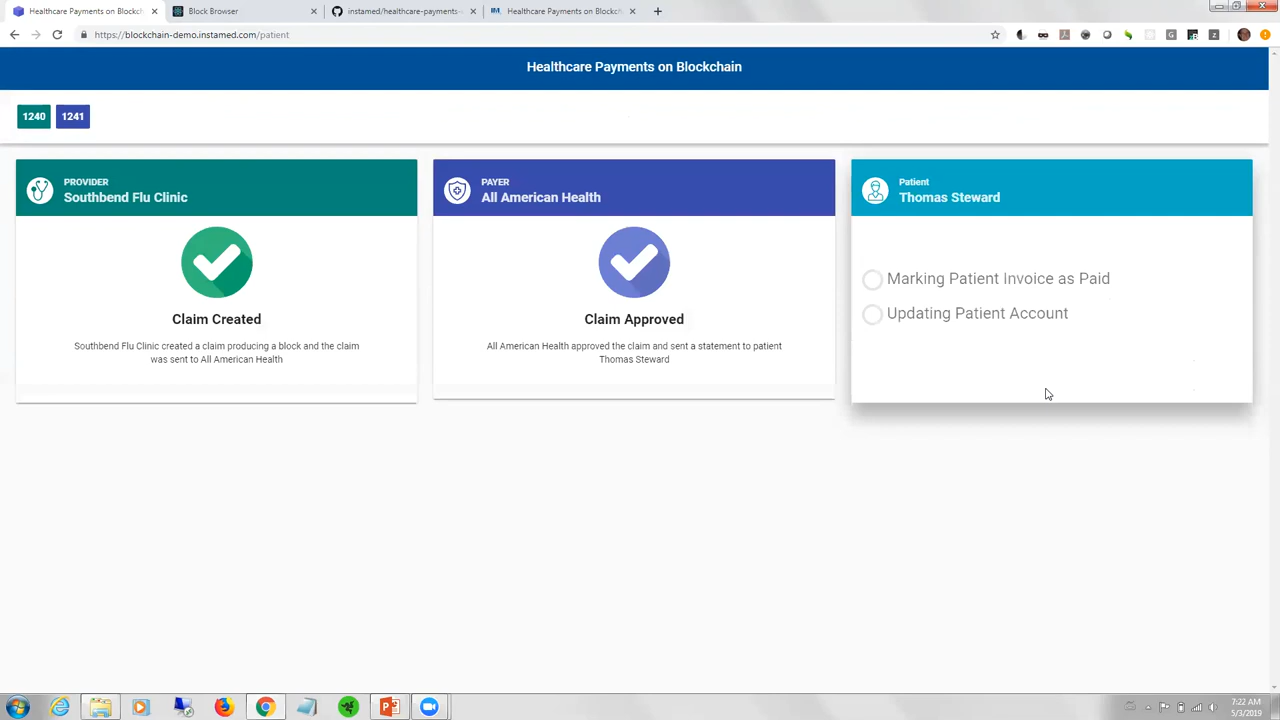 Healthcare Payments on Blockch
Block Browser
instamed/healthcare-payments-
Healthcare Payments on Blockch
https://blockchain-demo.instamed.com/patient
Healthcare Payments on Blockchain
1240 1241
PROVIDER
Southbend Flu Clinic
Claim Created
Southbend Flu Clinic created a claim producing a block and the claim
was sent to All American Health
PAYER
All American Health
Claim Approved
All American Health approved the claim and sent a statement to patient
Thomas Steward
Patient
Thomas Steward
Marking Patient Invoice as Paid
Updating Patient Account
7:22 AM
5/3/2019